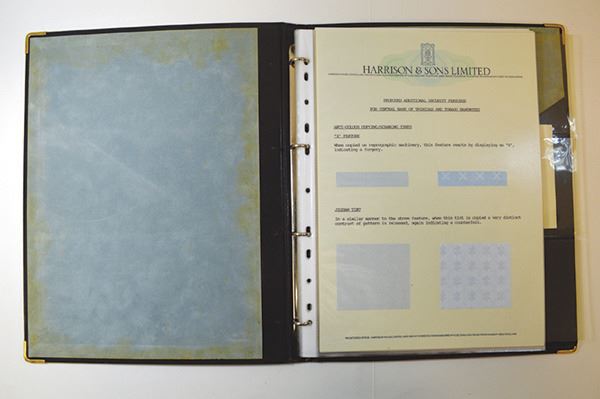 HARRISON & SONS LIMITED
PROPOSED ADDITIONAL SECURITY FEATURES
FOR CENTRAL BANK OF TRINIDAD AND TOBAGO BANKNOTES
ANTI-COLOUR COPYING/SCANNING TINTS
"X" FEATURE
When copied on reprographic machinery, this feature reacts by displaying an "X",
indicating a forgery.
X X X X
TINT
In a similar manner to the above feature, when this tint is copied a very distinct
contrast of pattern is released, again indicating a counterfeit.